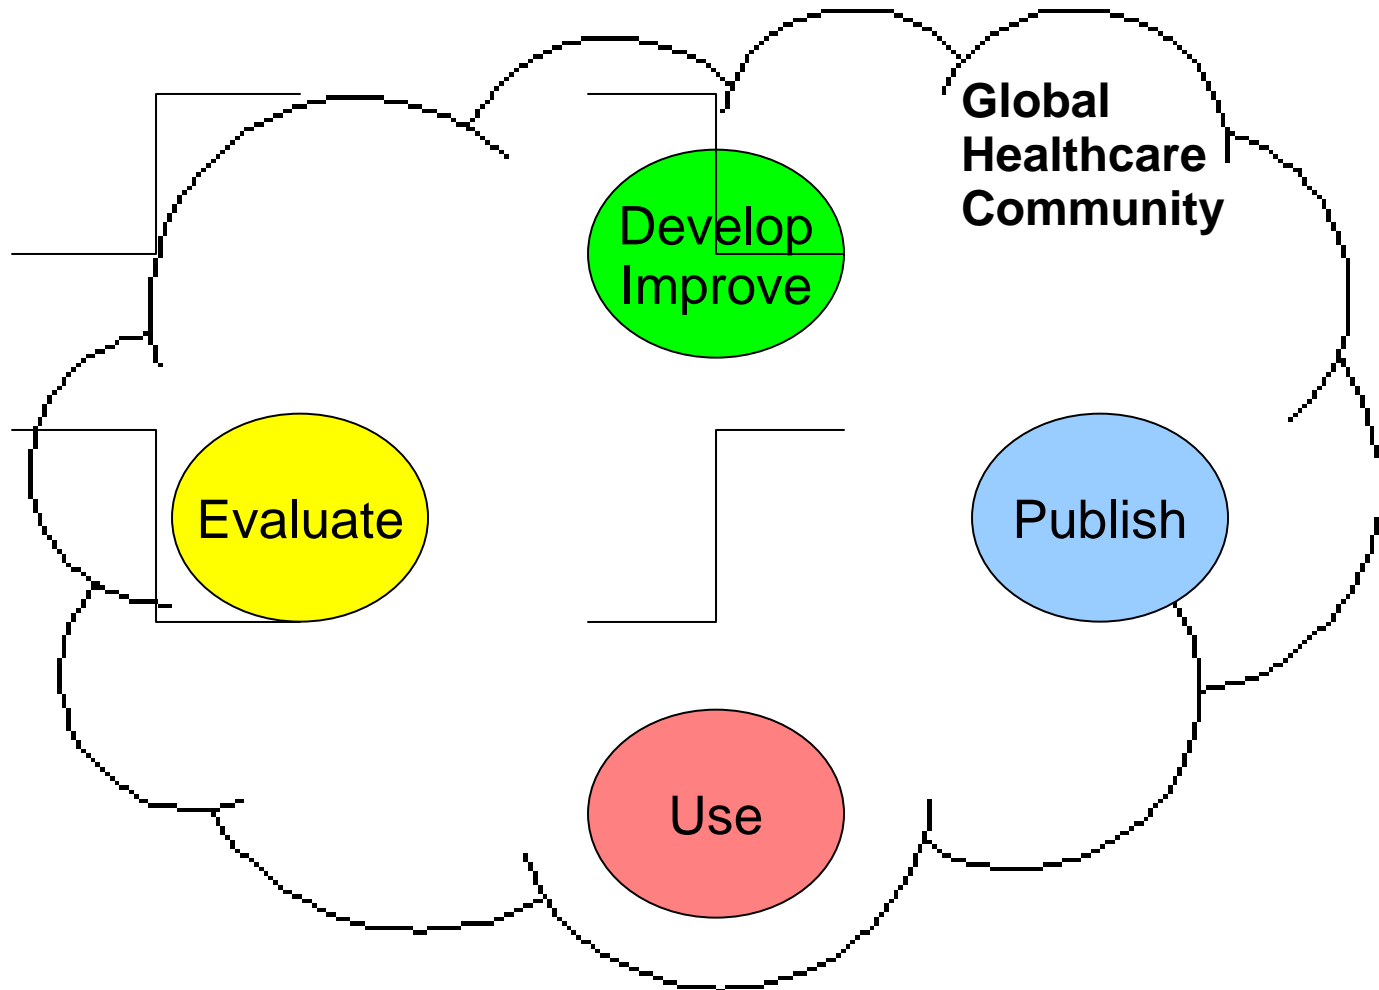 Global
Healthcare
Community
Develop
Improve
Evaluate
Publish
Use